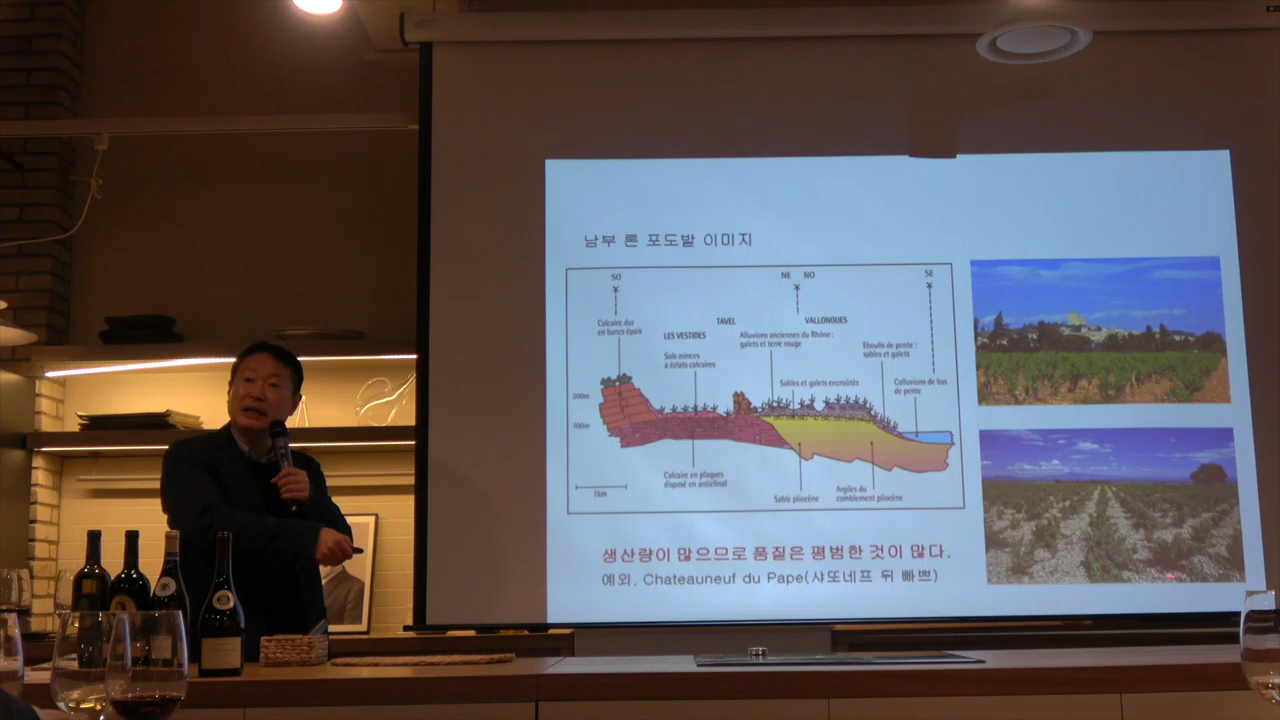 남부 론 포도밭 이미지
SO
NE NO
SE
TAVEL
VALLONGUES
Calcaire dur
en bancs épais
LES VESTIDES
Alluvions anciennes du Rhône :
galets et terre rouge
Sols minces
à éclats calcaires
Éboulis de pente :
sables et galets
Sables et galets encroûtés
Colluvions de bas
de pente
200m
100m
Calcaire en plaques
disposé en anticlinal
1km
Sable pliocène
Argiles du
comblement pliocène
생산량이 많으므로 품질은 평범한 것이 많다.
예외. Chateauneuf du Pape(샤또네프 뒤 빠쁘)